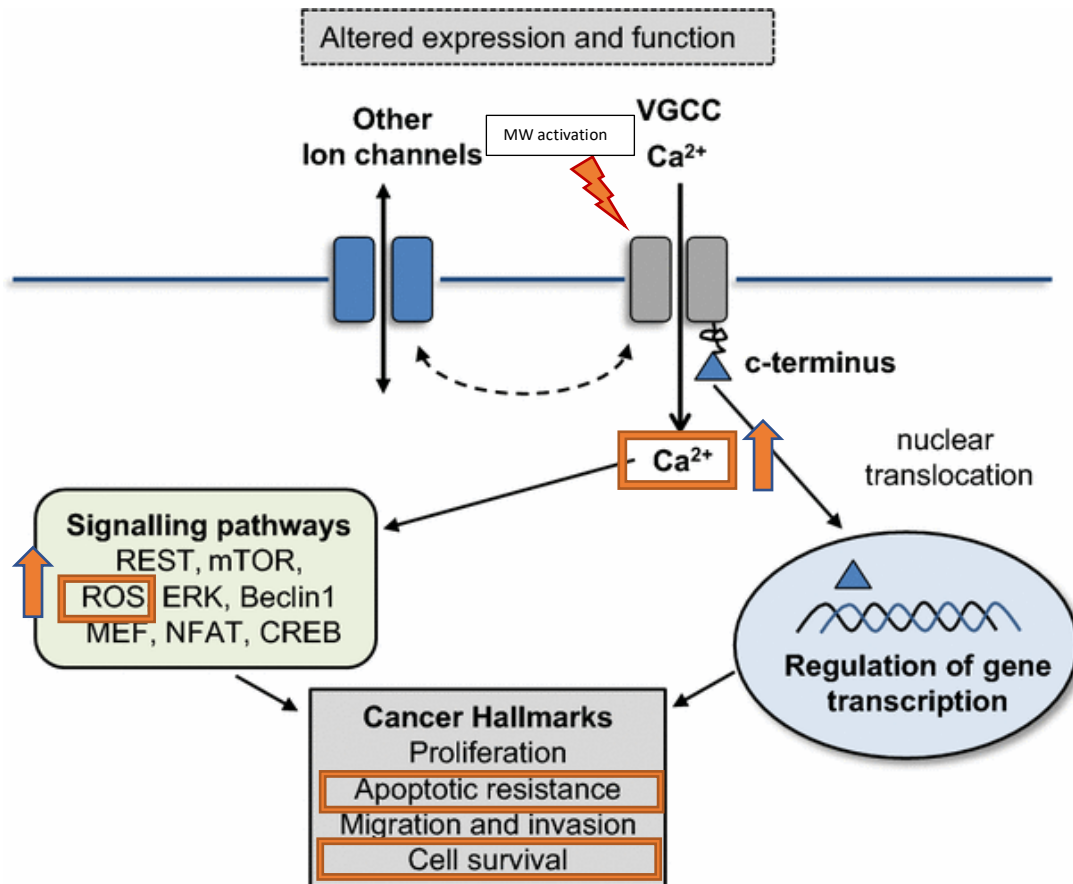 Altered expression and function
Other
Ion channels
MW activation
VGCC
Ca²⁺
c-terminus
Ca²⁺
nuclear
translocation
Signalling pathways
REST, mTOR,
ROS ERK, Beclin1
MEF, NFAT, CREB
Regulation of gene
transcription
Cancer Hallmarks
Proliferation
Apoptotic resistance
Migration and invasion
Cell survival